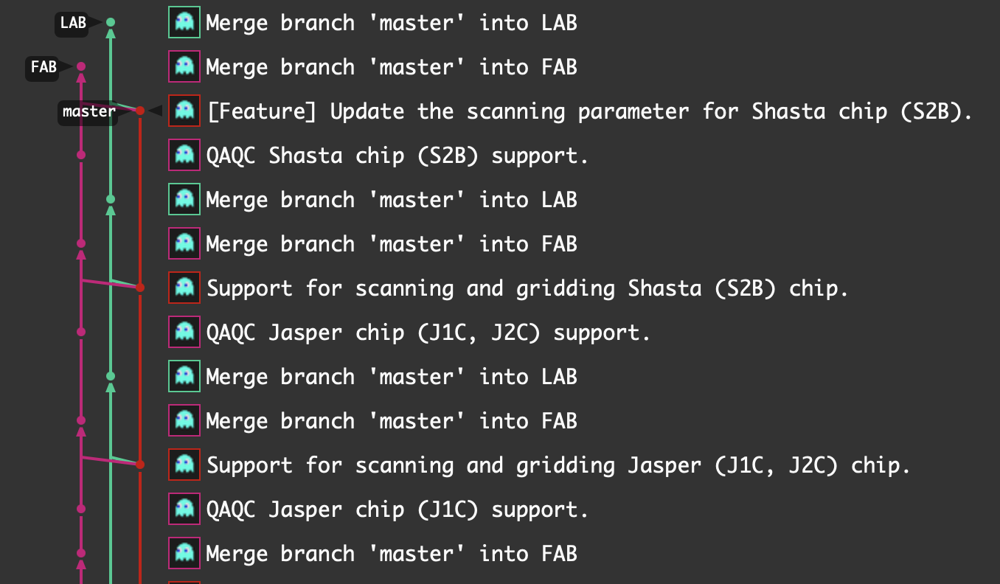 LAB Merge branch 'master' into LAB
FAB Merge branch 'master' into FAB
master [Feature] Update the scanning parameter for Shasta chip (S2B).
QAQC Shasta chip (S2B) support.
Merge branch 'master' into LAB
Merge branch 'master' into FAB
Support for scanning and gridding Shasta (S2B) chip.
QAQC Jasper chip (J1C, J2C) support.
Merge branch 'master' into LAB
Merge branch 'master' into FAB
Support for scanning and gridding Jasper (J1C, J2C) chip.
QAQC Jasper chip (J1C) support.
Merge branch 'master' into FAB